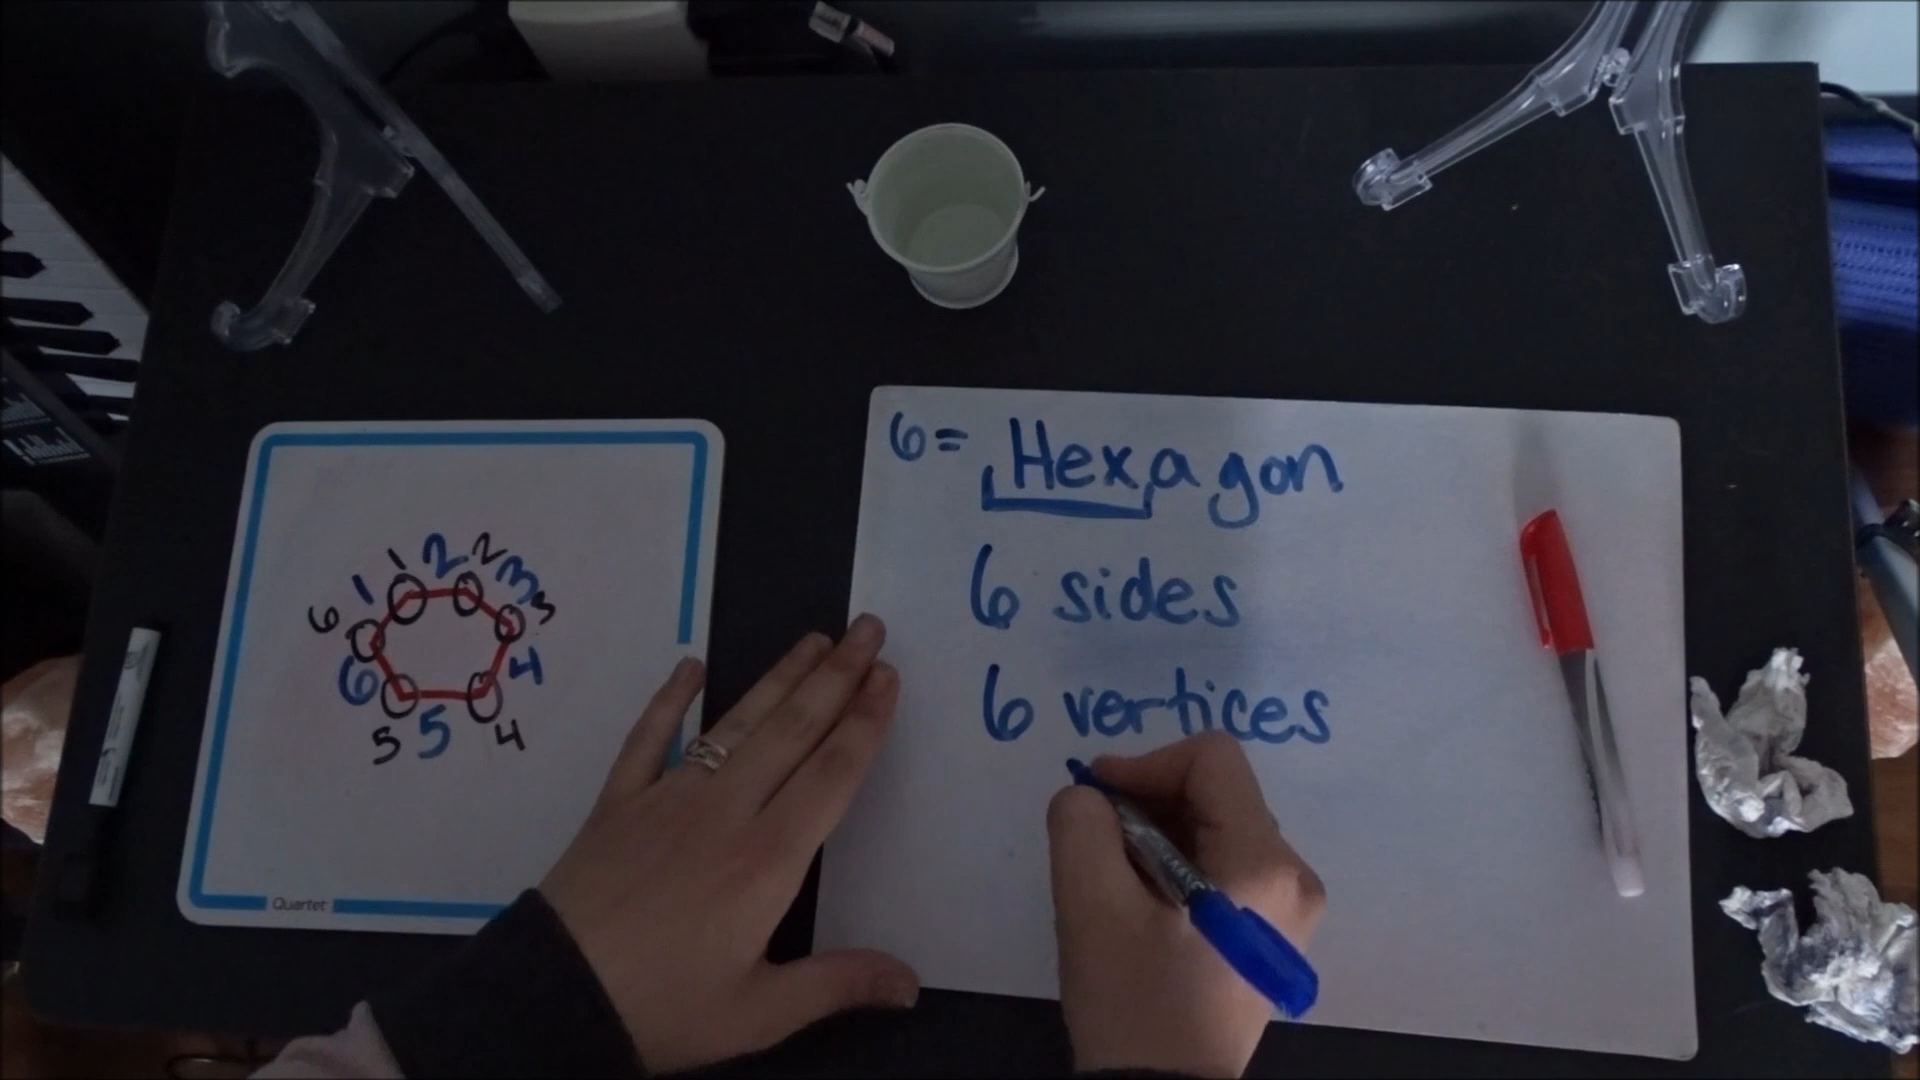 6 = Hexagon
6 sides
6 vertices
1 2 2 3
1 3
6
6 4
5 5 4
Quartet